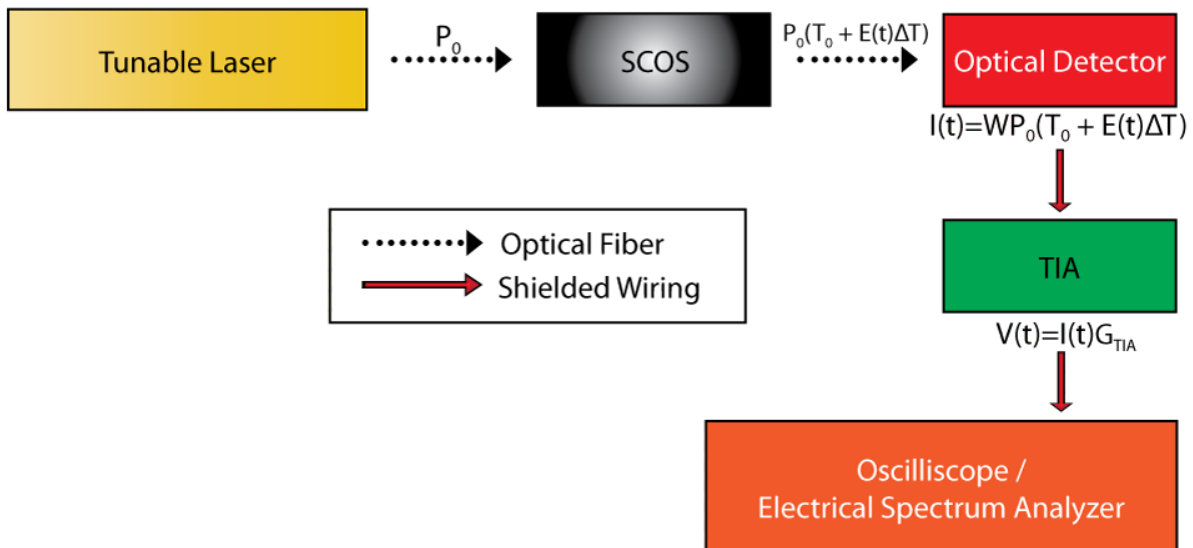 Tunable Laser
P₀
SCOS
P₀(T₀ + E(t)ΔT)
Optical Detector
I(t)=WP₀(T₀ + E(t)ΔT)
Optical Fiber
Shielded Wiring
TIA
V(t)=I(t)G_TIA
Oscilliscope /
Electrical Spectrum Analyzer